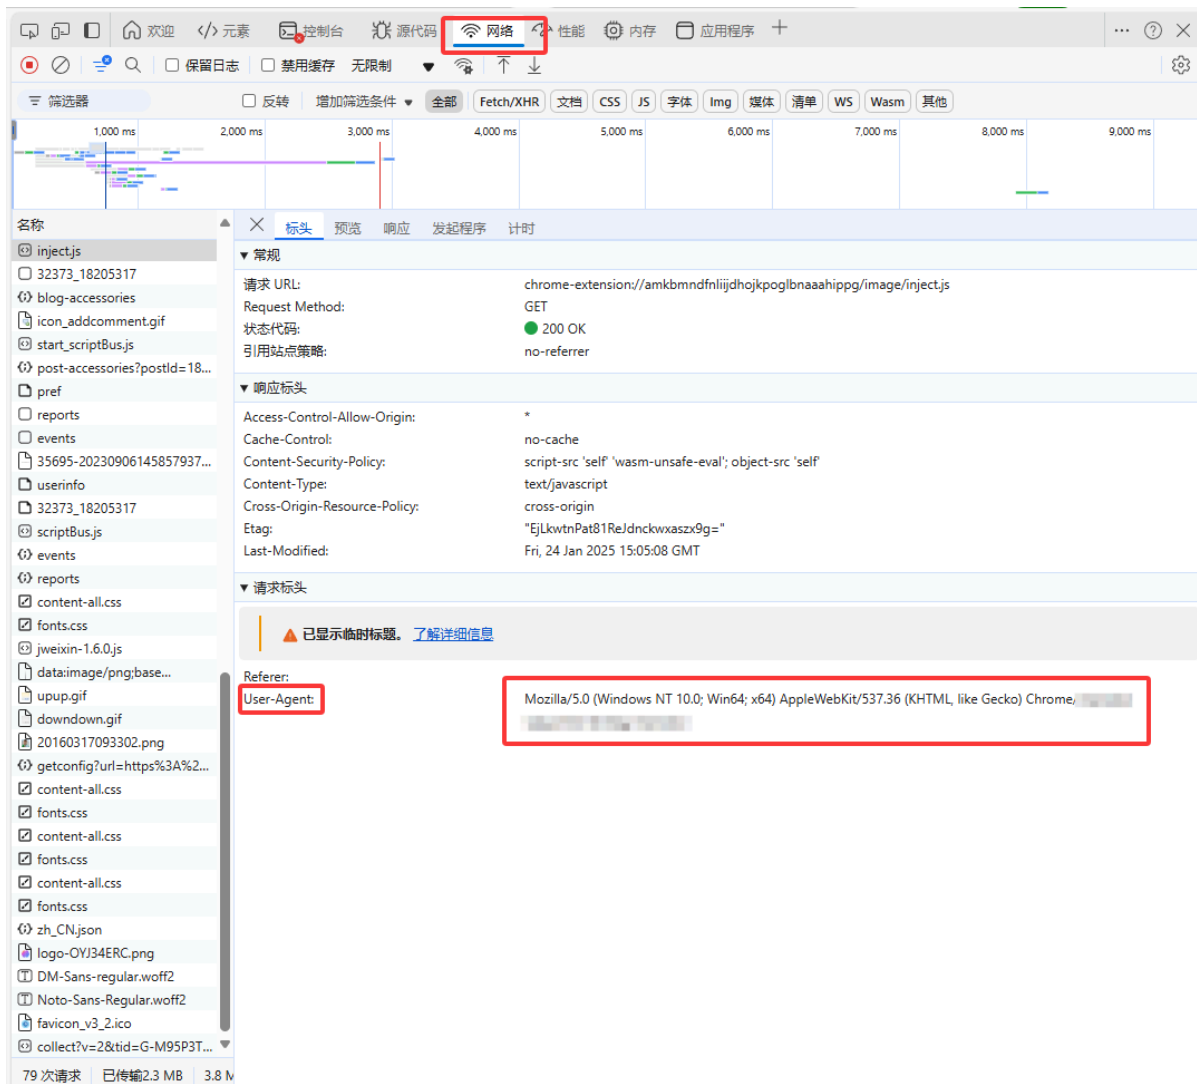 欢迎 </> 元素 控制台 源代码 网络 性能 内存 应用程序
保留日志 禁用缓存 无限制
筛选器 反转 增加筛选条件 全部 Fetch/XHR 文档 CSS JS 字体 Img 媒体 清单 WS Wasm 其他
1,000 ms 2,000 ms 3,000 ms 4,000 ms 5,000 ms 6,000 ms 7,000 ms 8,000 ms 9,000 ms
名称
inject.js
32373_18205317
blog-accessories
icon_addcomment.gif
start_scriptBus.js
post-accessories?postId=18...
pref
reports
events
35695-20230906145857937...
userinfo
32373_18205317
scriptBus.js
events
reports
content-all.css
fonts.css
jweixin-1.6.0.js
data:image/png;base...
upup.gif
downdown.gif
20160317093302.png
getconfig?url=https%3A%2...
content-all.css
fonts.css
content-all.css
fonts.css
content-all.css
fonts.css
zh_CN.json
logo-OYJ34ERC.png
DM-Sans-regular.woff2
Noto-Sans-Regular.woff2
favicon_v3_2.ico
collect?v=2&tid=G-M95P3T...
79 次请求 已传输2.3 MB 3.8 M
标头 预览 响应 发起程序 计时
常规
请求 URL: chrome-extension://amkbmndfnliijdhojkpoglbnaaahippg/image/inject.js
Request Method: GET
状态代码: 200 OK
引用站点策略: no-referrer
响应标头
Access-Control-Allow-Origin: *
Cache-Control: no-cache
Content-Security-Policy: script-src 'self' 'wasm-unsafe-eval'; object-src 'self'
Content-Type: text/javascript
Cross-Origin-Resource-Policy: cross-origin
Etag: "EjLkwtnPat81ReJdnckwxaszx9g="
Last-Modified: Fri, 24 Jan 2025 15:05:08 GMT
请求标头
已显示临时标题。 了解详细信息
Referer:
User-Agent: Mozilla/5.0 (Windows NT 10.0; Win64; x64) AppleWebKit/537.36 (KHTML, like Gecko) Chrome/